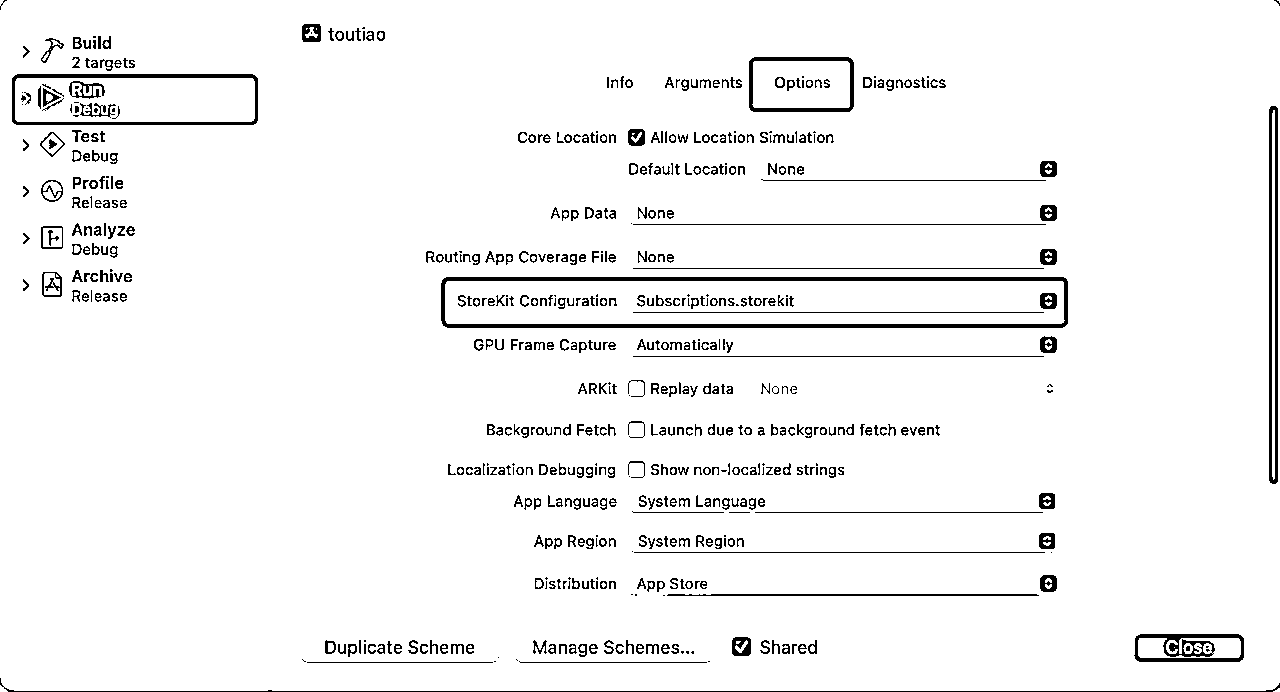 toutiao
Build
2 targets
Run
Debug
Test
Debug
Profile
Release
Analyze
Debug
Archive
Release
Info Arguments Options Diagnostics
Core Location Allow Location Simulation
Default Location None
App Data None
Routing App Coverage File None
StoreKit Configuration Subscriptions.storekit
GPU Frame Capture Automatically
ARKit Replay data None
Background Fetch Launch due to a background fetch event
Localization Debugging Show non-localized strings
App Language System Language
App Region System Region
Distribution App Store
Duplicate Scheme Manage Schemes... Shared Close